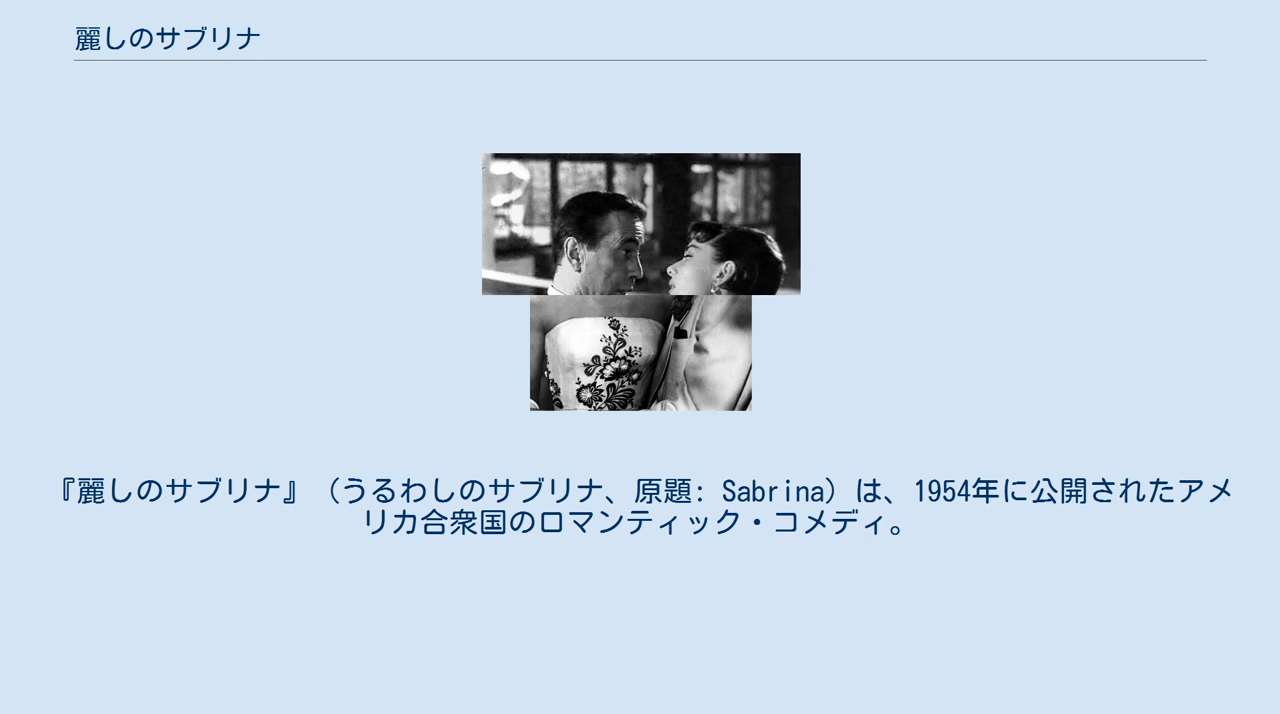 麗しのサブリナ
『麗しのサブリナ』（うるわしのサブリナ、原題: Sabrina）は、1954年に公開されたアメ
リカ合衆国のロマンティック・コメディ。